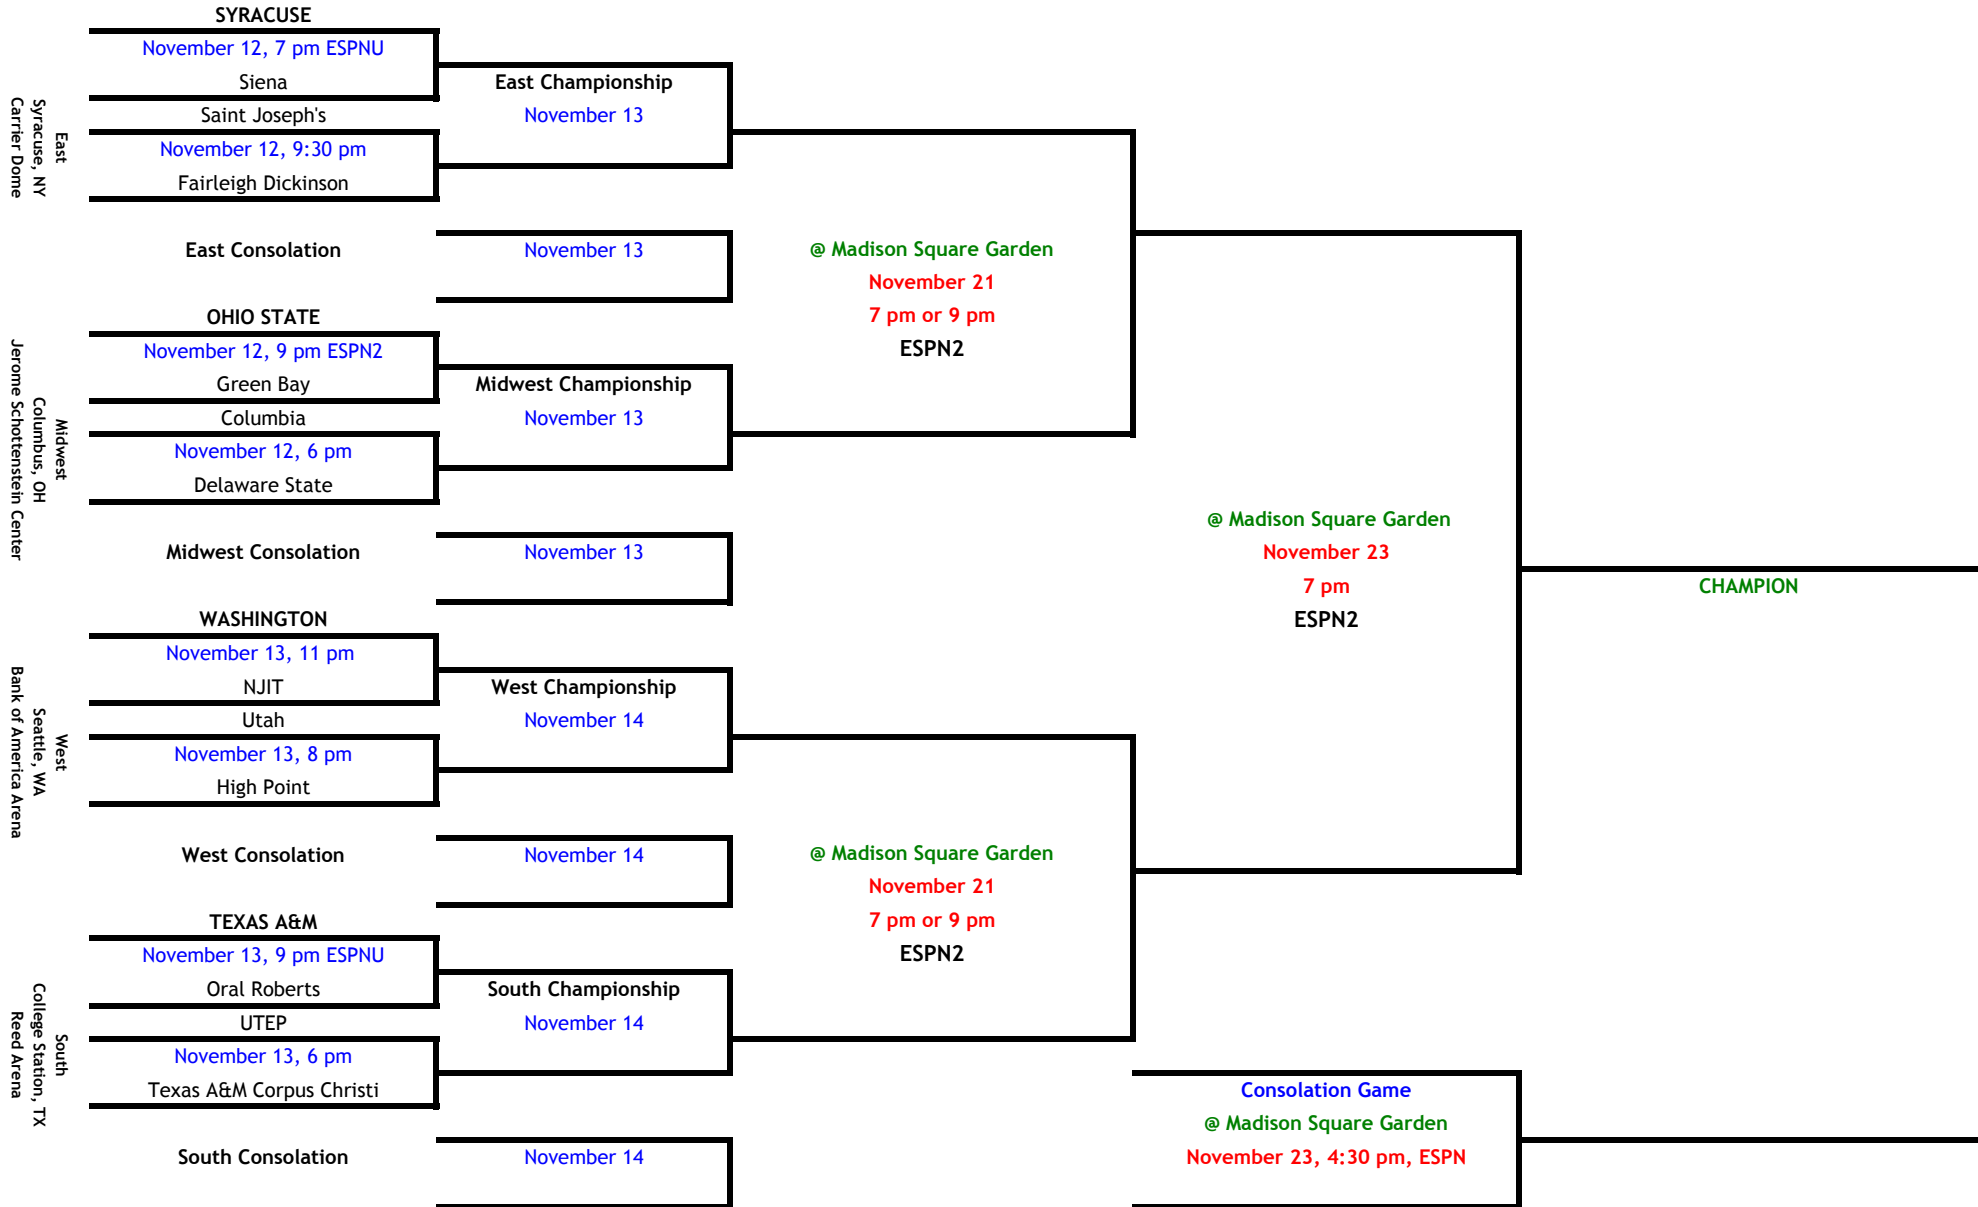 SYRACUSE
November 12, 7 pm ESPNU
Siena
Saint Joseph's
November 12, 9:30 pm
Fairleigh Dickinson
East
Syracuse, NY
Carrier Dome
East Championship
November 13
East Consolation
November 13
@ Madison Square Garden
November 21
7 pm or 9 pm
ESPN2
OHIO STATE
November 12, 9 pm ESPN2
Green Bay
Columbia
November 12, 6 pm
Delaware State
Midwest
Columbus, OH
Jerome Schottenstein Center
Midwest Championship
November 13
Midwest Consolation
November 13
@ Madison Square Garden
November 23
7 pm
ESPN2
CHAMPION
WASHINGTON
November 13, 11 pm
NJIT
Utah
November 13, 8 pm
High Point
West
Seattle, WA
Bank of America Arena
West Championship
November 14
West Consolation
November 14
@ Madison Square Garden
November 21
7 pm or 9 pm
ESPN2
TEXAS A&M
November 13, 9 pm ESPNU
Oral Roberts
UTEP
November 13, 6 pm
Texas A&M Corpus Christi
South
College Station, TX
Reed Arena
South Championship
November 14
South Consolation
November 14
Consolation Game
@ Madison Square Garden
November 23, 4:30 pm, ESPN